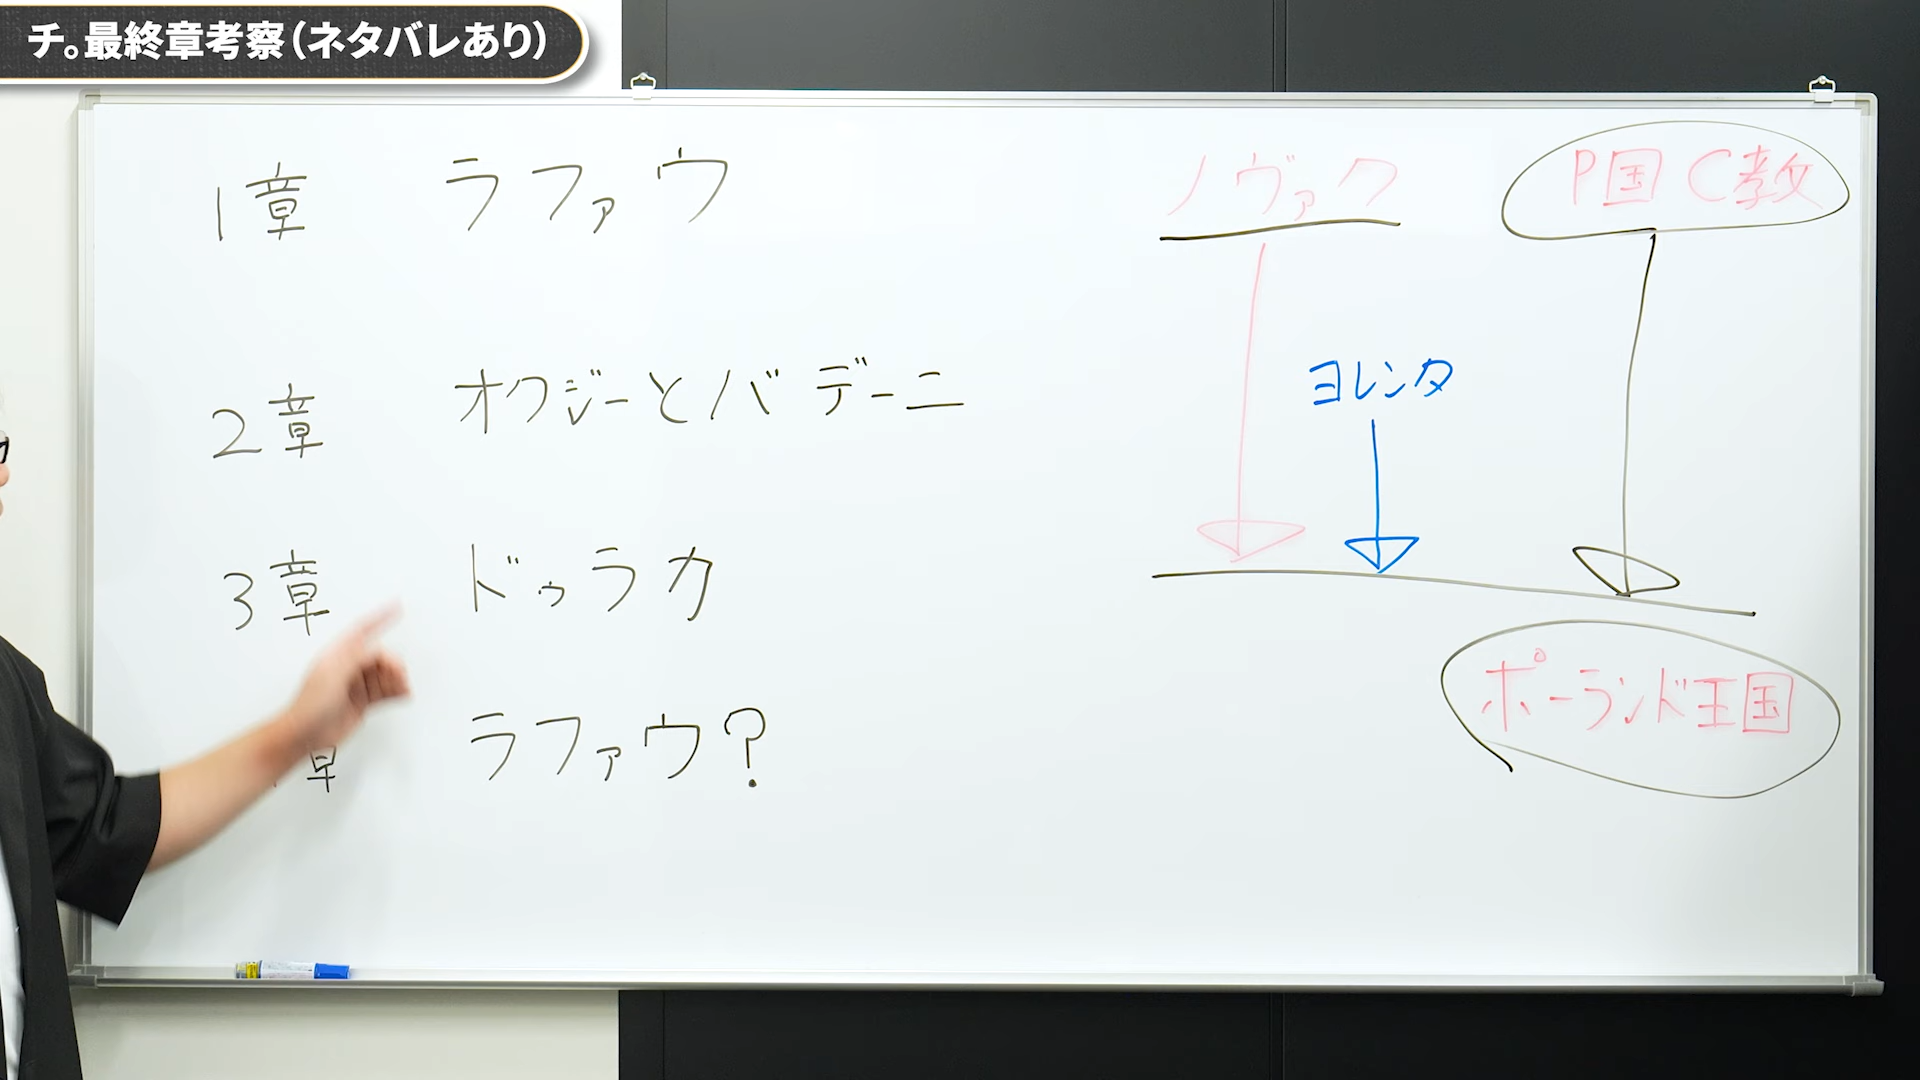 チ。最終章考察（ネタバレあり）
1章 ラファウ
2章 オクジーとバデーニ
3章 ドゥラカ
章 ラファウ?
ノヴァク
P国 C教
ヨレンタ
ポーランド王国